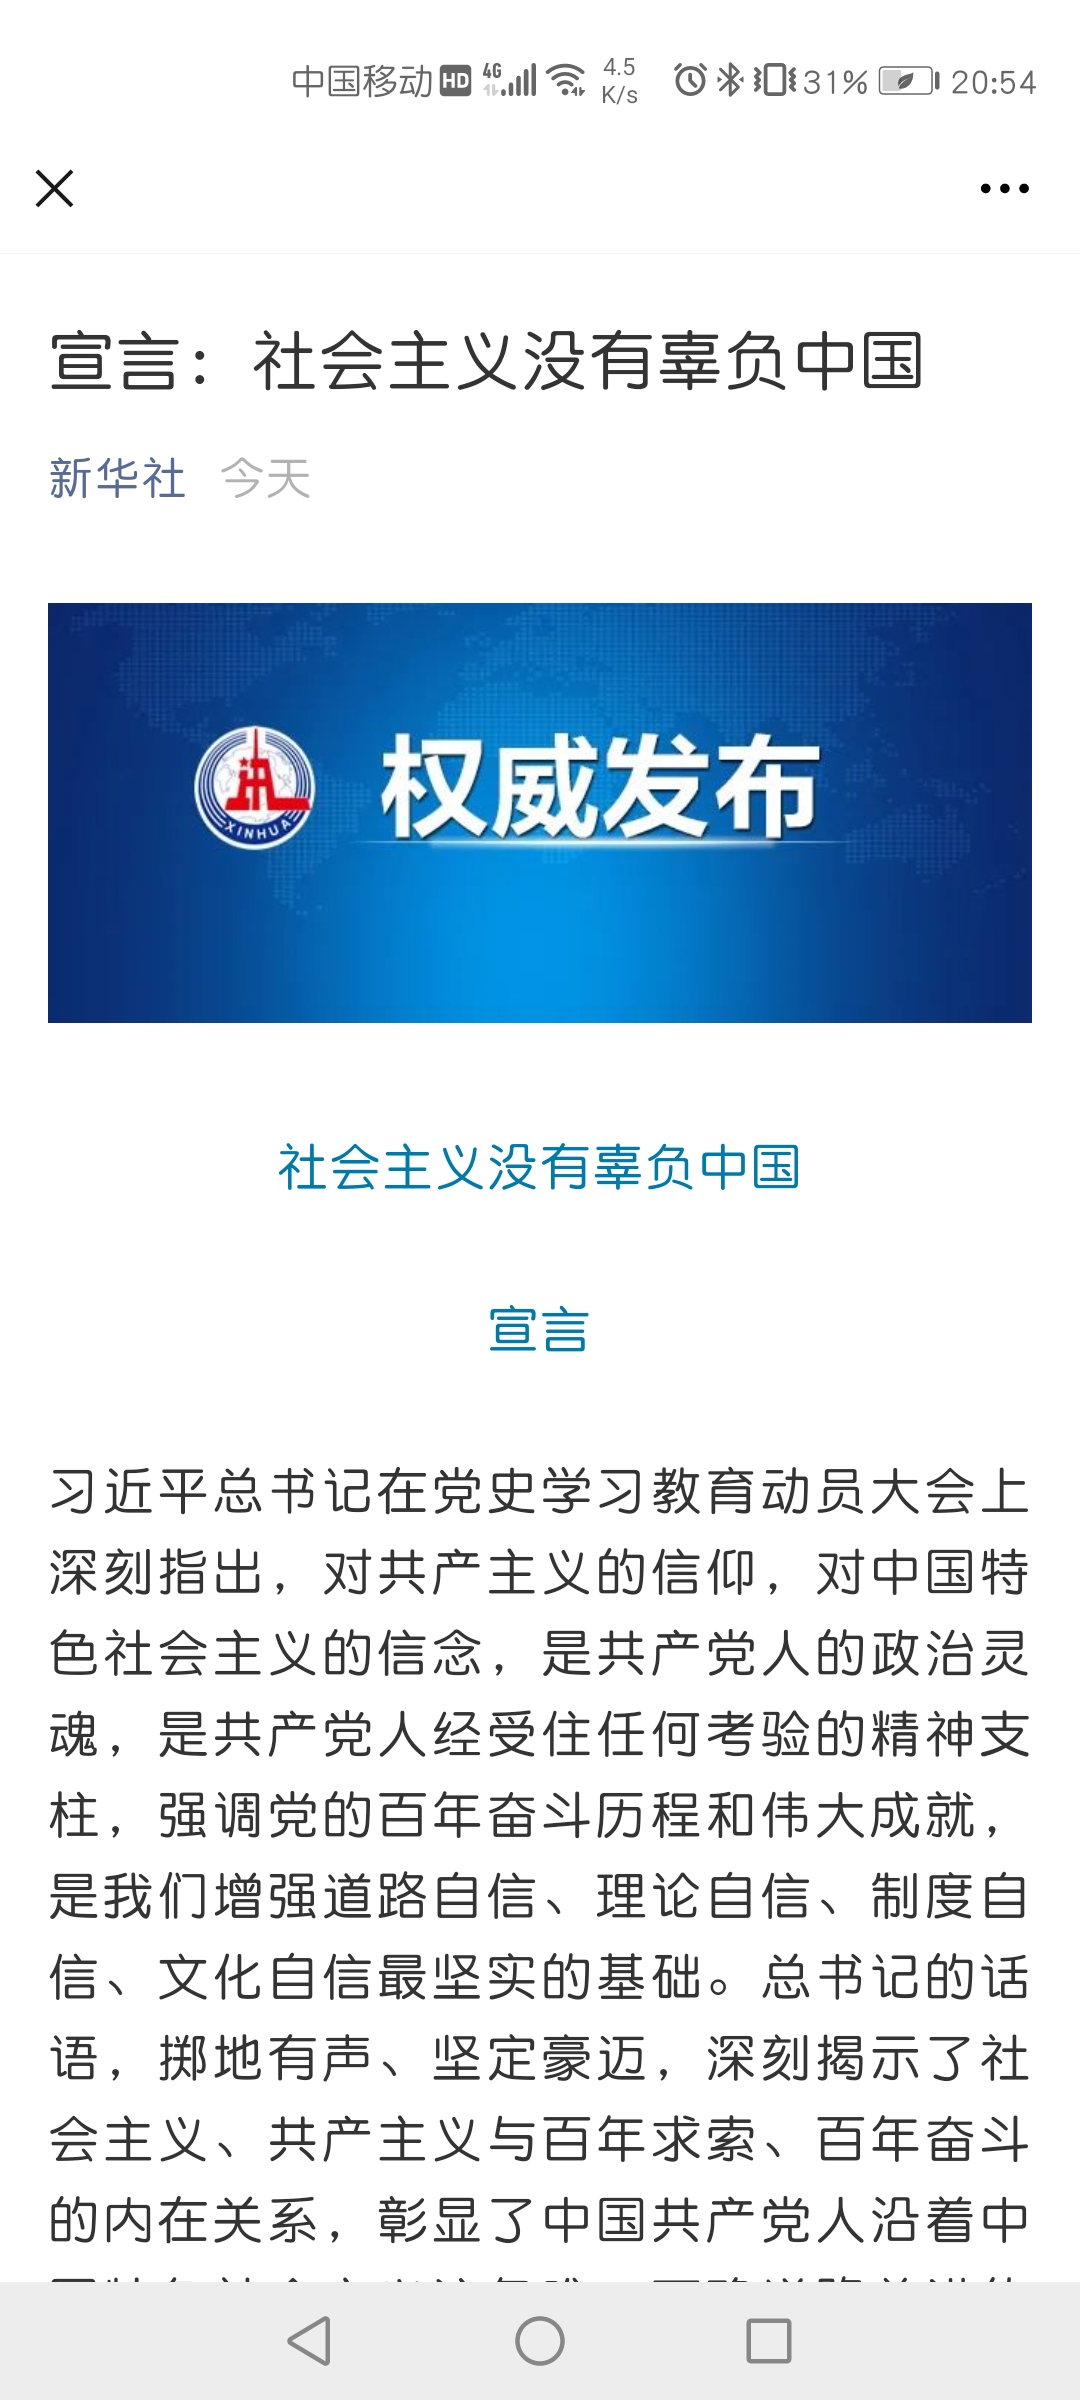 中国移动 HD 4G 4.5 K/s 31% 20:54
宣言：社会主义没有辜负中国
新华社 今天
XINHUA
权威发布
社会主义没有辜负中国
宣言
习近平总书记在党史学习教育动员大会上
深刻指出，对共产主义的信仰，对中国特
色社会主义的信念，是共产党人的政治灵
魂，是共产党人经受住任何考验的精神支
柱，强调党的百年奋斗历程和伟大成就，
是我们增强道路自信、理论自信、制度自
信、文化自信最坚实的基础。总书记的话
语，掷地有声、坚定豪迈，深刻揭示了社
会主义、共产主义与百年求索、百年奋斗
的内在关系，彰显了中国共产党人沿着中